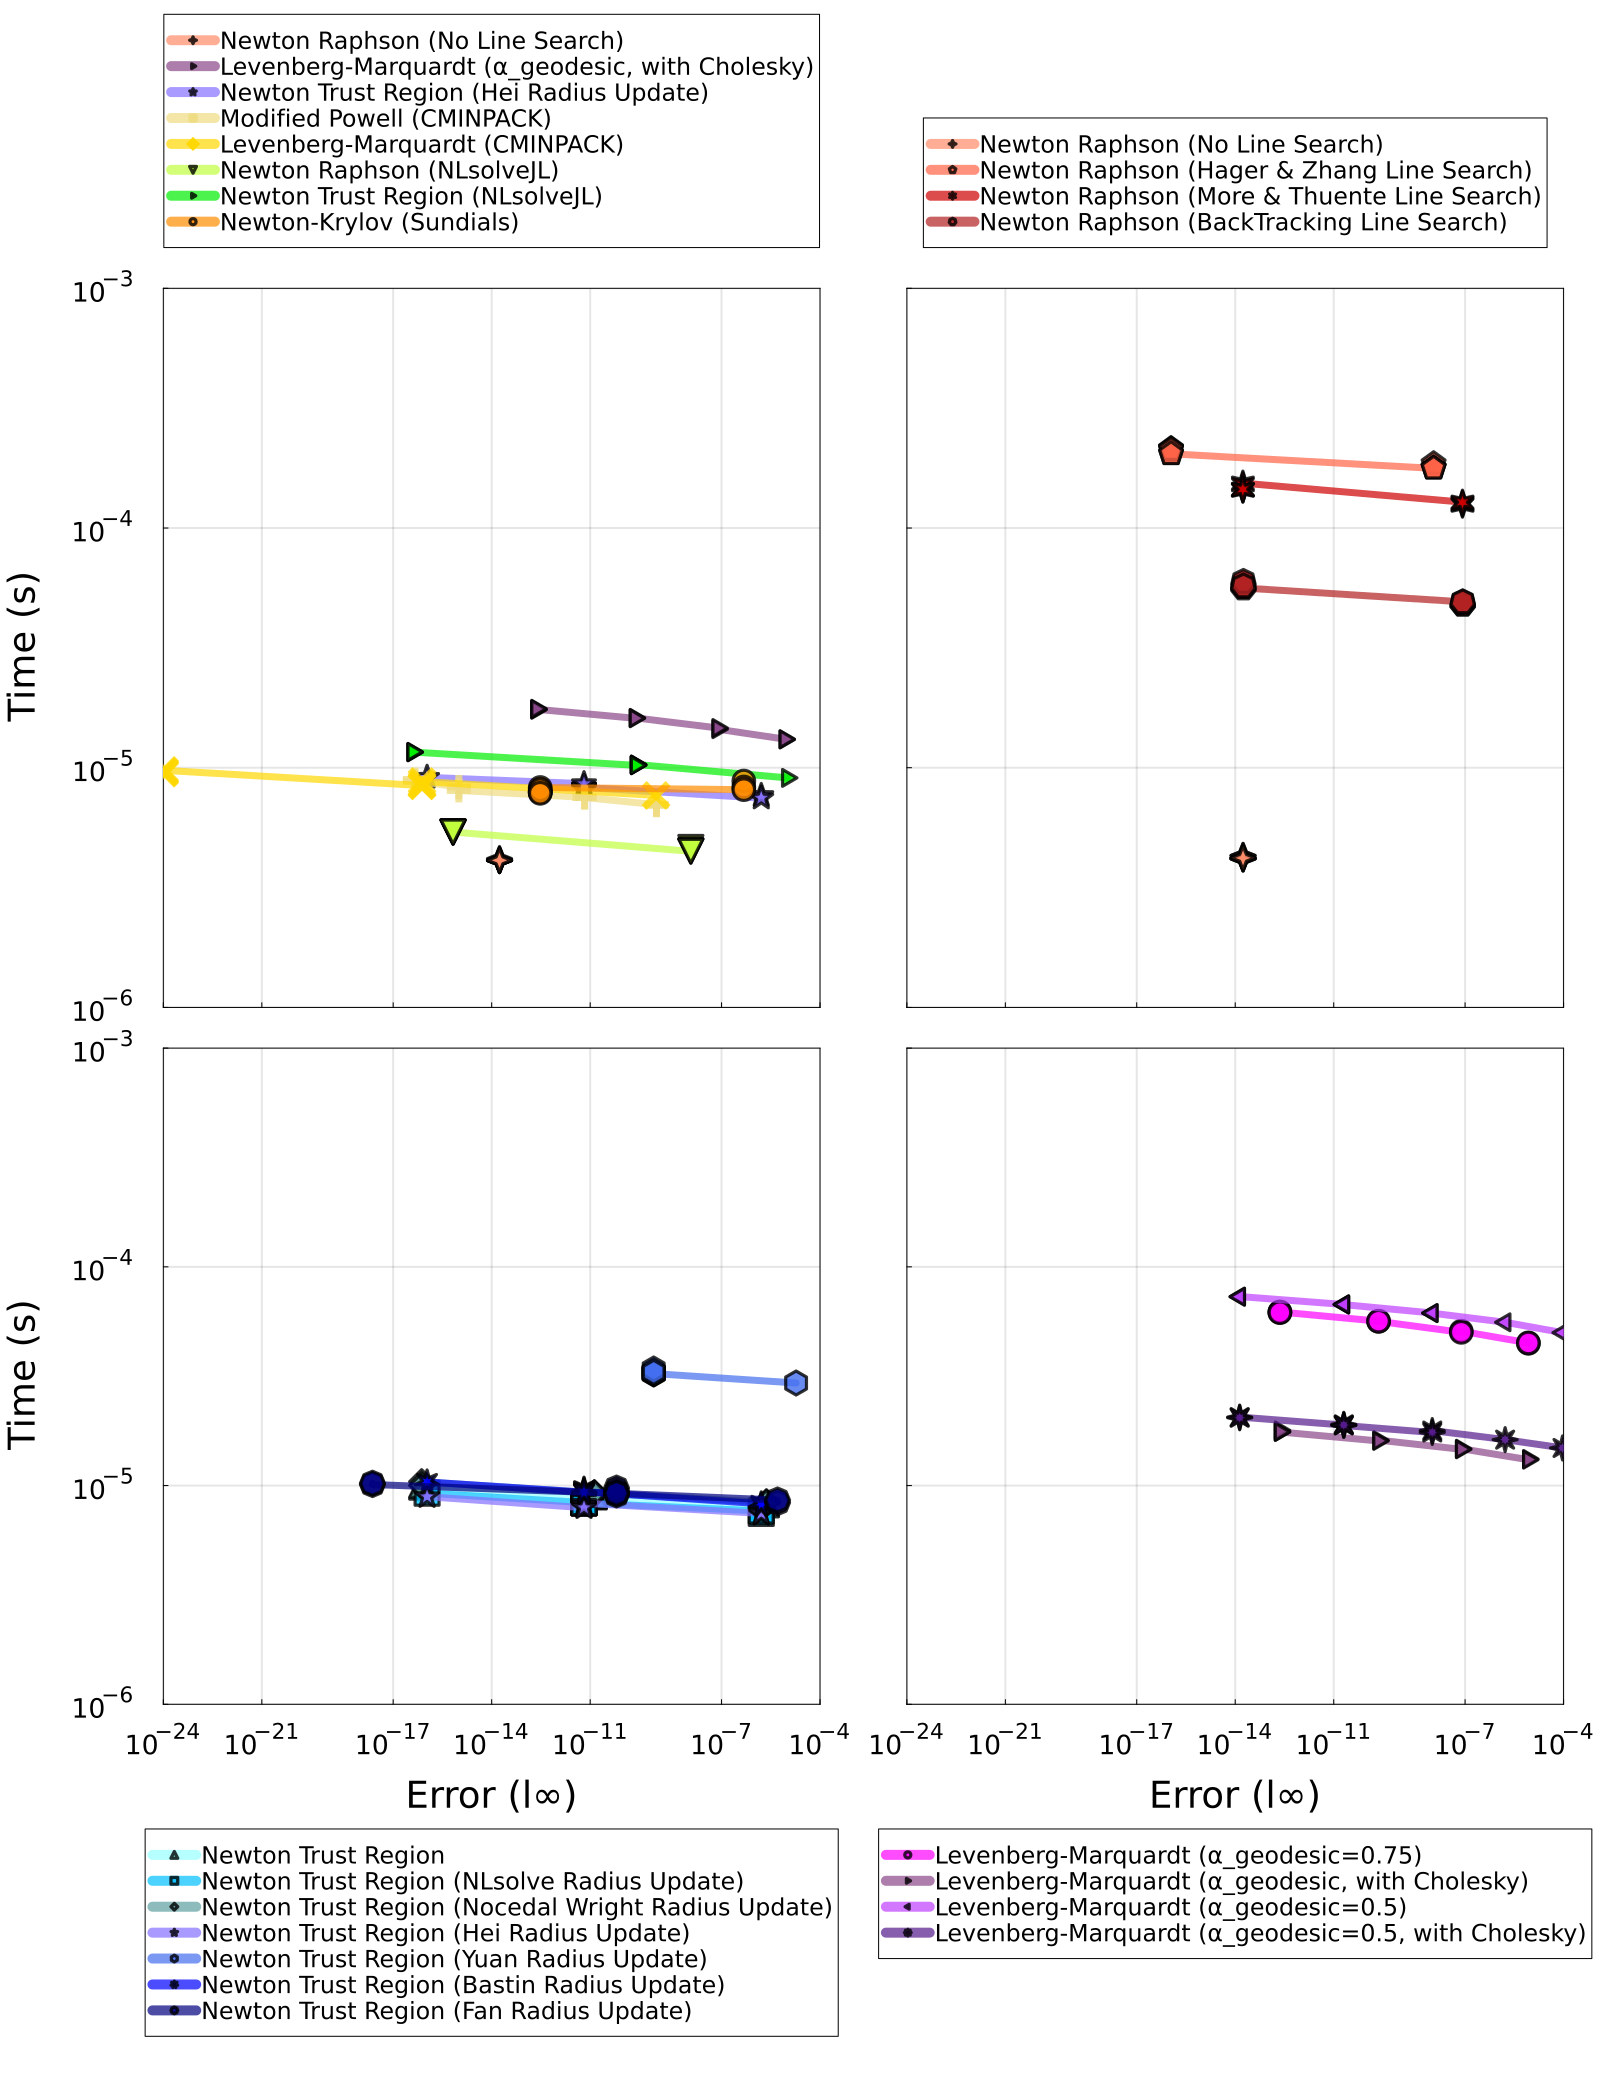 Newton Raphson (No Line Search)
Levenberg-Marquardt (α_geodesic, with Cholesky)
Newton Trust Region (Hei Radius Update)
Modified Powell (CMINPACK)
Levenberg-Marquardt (CMINPACK)
Newton Raphson (NLsolveJL)
Newton Trust Region (NLsolveJL)
Newton-Krylov (Sundials)
Newton Raphson (No Line Search)
Newton Raphson (Hager & Zhang Line Search)
Newton Raphson (More & Thuente Line Search)
Newton Raphson (BackTracking Line Search)
10⁻³
10⁻⁴
10⁻⁵
10⁻⁶
Time (s)
10⁻³
10⁻⁴
10⁻⁵
10⁻⁶
Time (s)
10⁻²⁴ 10⁻²¹ 10⁻¹⁷ 10⁻¹⁴ 10⁻¹¹ 10⁻⁷ 10⁻⁴
10⁻²⁴ 10⁻²¹ 10⁻¹⁷ 10⁻¹⁴ 10⁻¹¹ 10⁻⁷ 10⁻⁴
Error (l∞)
Error (l∞)
Newton Trust Region
Newton Trust Region (NLsolve Radius Update)
Newton Trust Region (Nocedal Wright Radius Update)
Newton Trust Region (Hei Radius Update)
Newton Trust Region (Yuan Radius Update)
Newton Trust Region (Bastin Radius Update)
Newton Trust Region (Fan Radius Update)
Levenberg-Marquardt (α_geodesic=0.75)
Levenberg-Marquardt (α_geodesic, with Cholesky)
Levenberg-Marquardt (α_geodesic=0.5)
Levenberg-Marquardt (α_geodesic=0.5, with Cholesky)